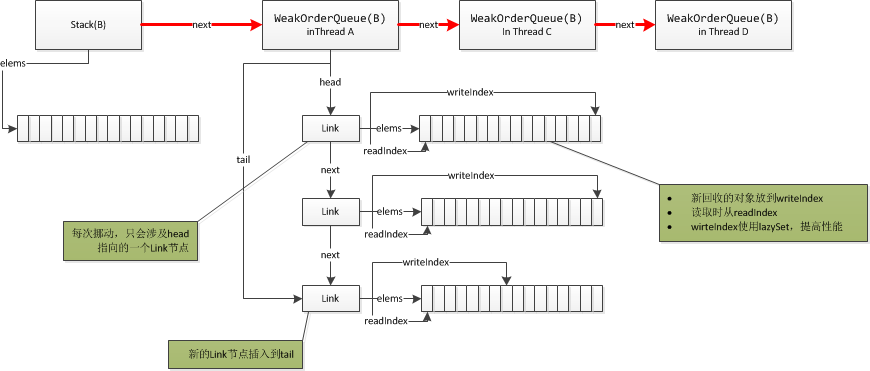 Stack(B)
next
WeakOrderQueue(B)
inThread A
next
WeakOrderQueue(B)
In Thread C
next
WeakOrderQueue(B)
in Thread D
elems
head
writeIndex
Link
elems
readIndex
tail
next
writeIndex
Link
elems
readIndex
next
writeIndex
Link
elems
readIndex
每次挪动，只会涉及head
指向的一个Link节点
新的Link节点插入到tail
● 新回收的对象放到writeIndex
● 读取时从readIndex
● wirteIndex使用lazySet，提高性能